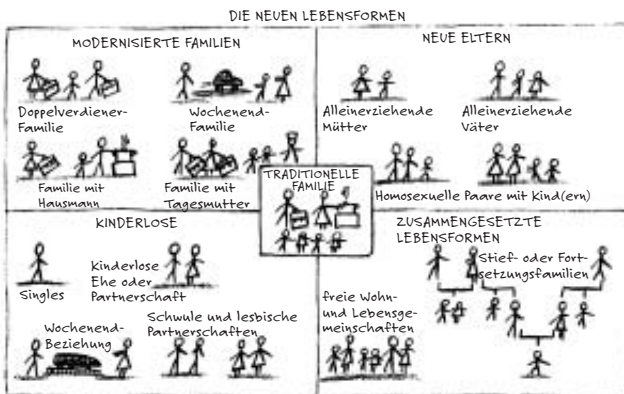 DIE NEUEN LEBENSFORMEN
MODERNISIERTE FAMILIEN
Doppelverdiener-
Familie
Wochenend-
Familie
Familie mit
Hausmann
Familie mit
Tagesmutter
NEUE ELTERN
Alleinerziehende
Mütter
Alleinerziehende
Väter
Homosexuelle Paare mit Kind(ern)
TRADITIONELLE
FAMILIE
KINDERLOSE
Singles
Kinderlose
Ehe oder
Partnerschaft
Wochenend-
Beziehung
Schwule und lesbische
Partnerschaften
ZUSAMMENGESETZTE
LEBENSFORMEN
Stief- oder Fort-
setzungsfamilien
freie Wohn-
und Lebensge-
meinschaften